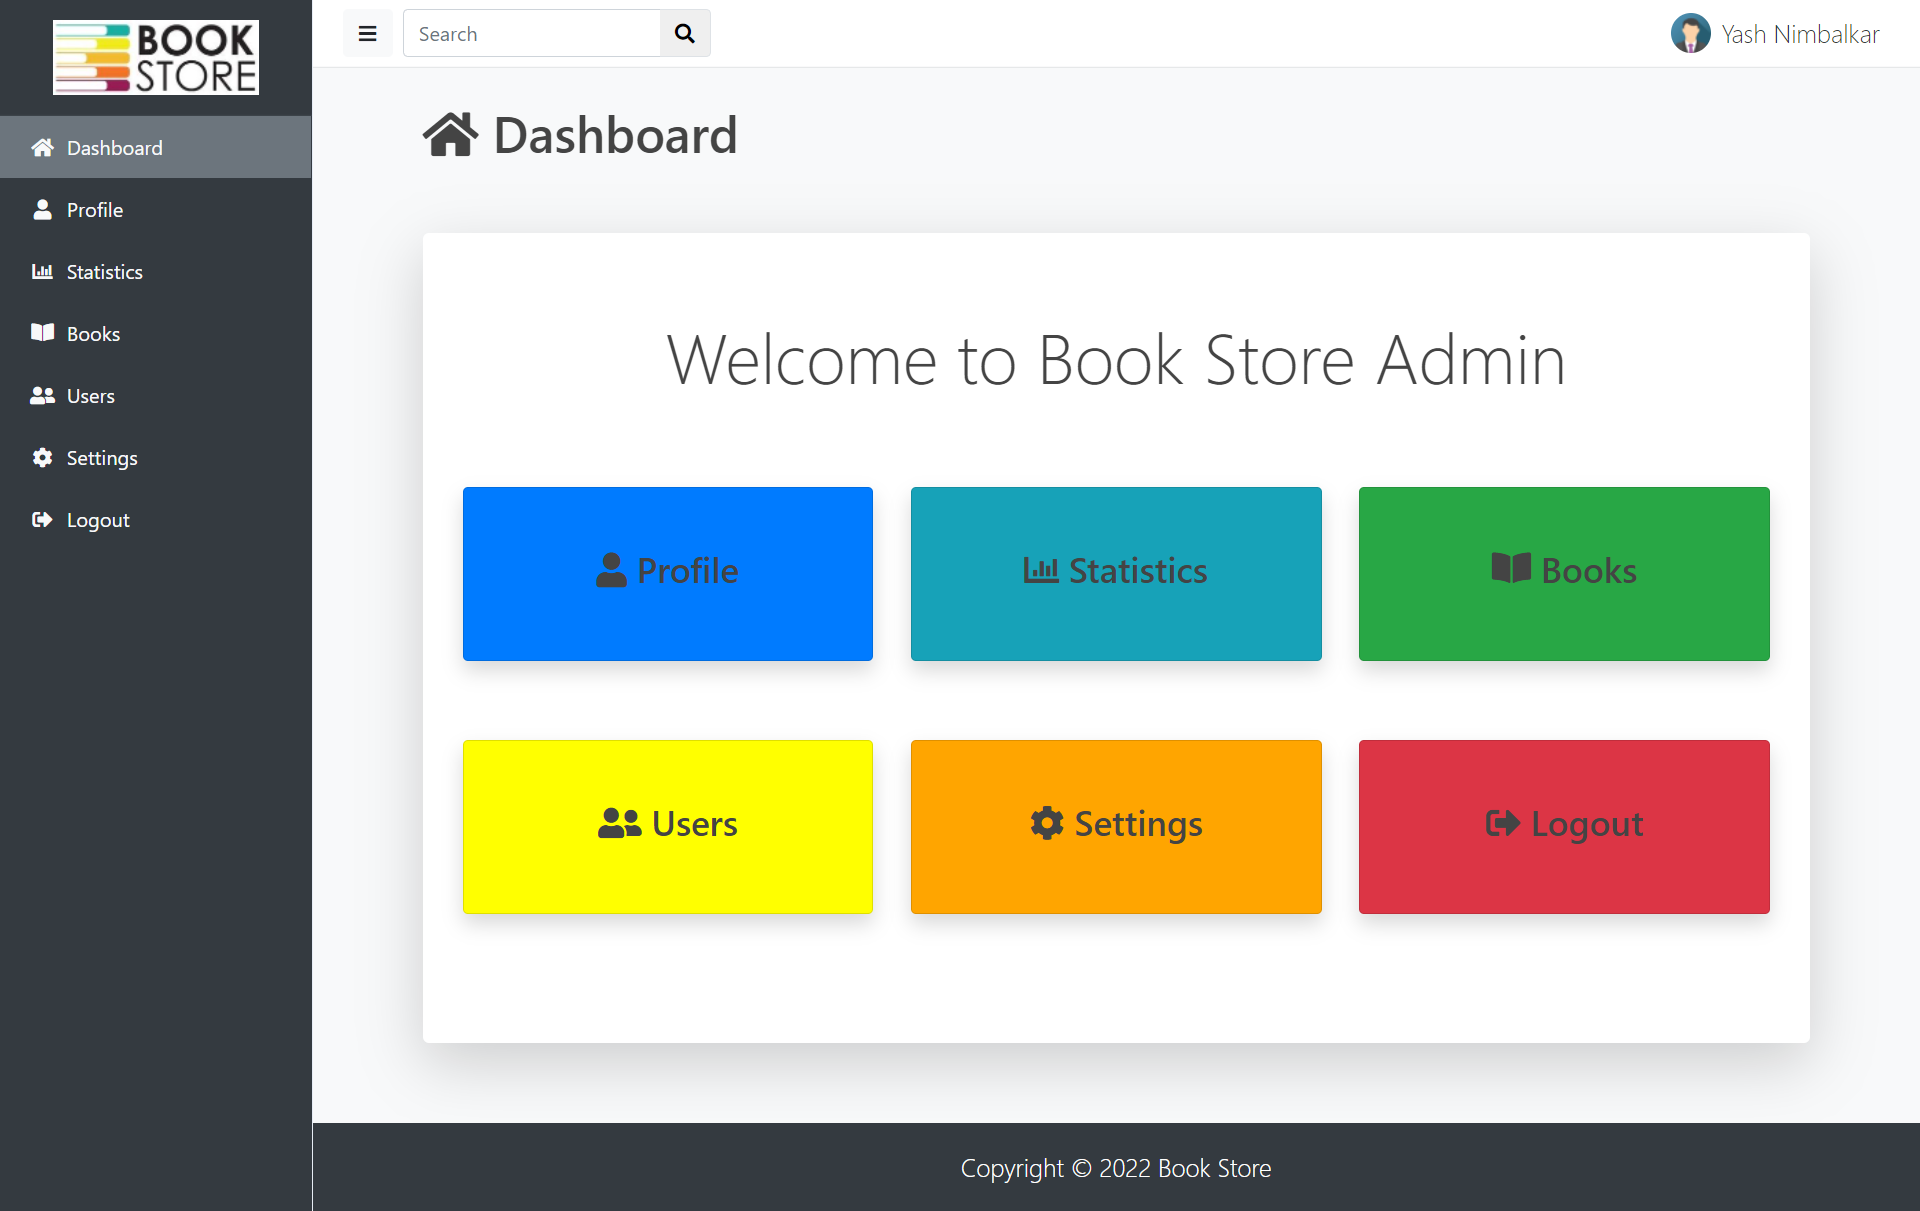 BOOK
STORE
Search
Yash Nimbalkar
Dashboard
Profile
Statistics
Books
Users
Settings
Logout
Dashboard
Welcome to Book Store Admin
Profile
Statistics
Books
Users
Settings
Logout
Copyright © 2022 Book Store